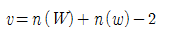 v = n (W) + n (w) − 2